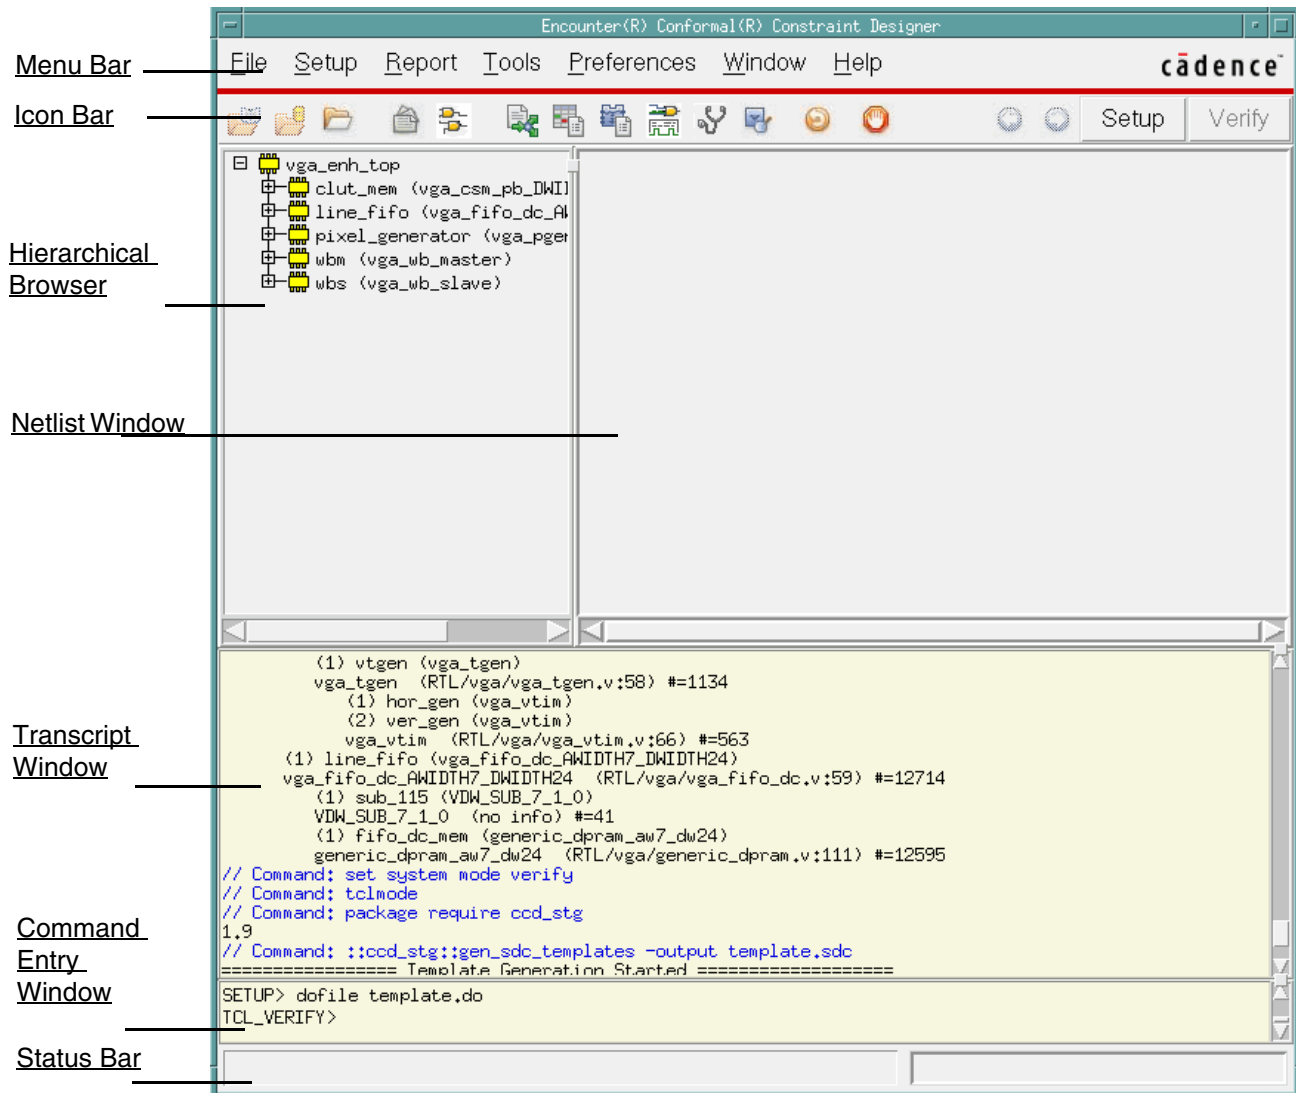 Encounter(R) Conformal(R) Constraint Designer
Menu Bar
File Setup Report Tools Preferences Window Help
cādence™
Icon Bar
Setup Verify
vga_enh_top
clut_mem (vga_csm_pb_DWID
line_fifo (vga_fifo_dc_AW
pixel_generator (vga_pger
wbm (vga_wb_master)
wbs (vga_wb_slave)
Hierarchical
Browser
Netlist Window
(1) vtgen (vga_tgen)
vga_tgen (RTL/vga/vga_tgen.v:58) #=1134
(1) hor_gen (vga_vtim)
(2) ver_gen (vga_vtim)
vga_vtim (RTL/vga/vga_vtim.v:66) #=563
(1) line_fifo (vga_fifo_dc_AWIDTH7_DWIDTH24)
vga_fifo_dc_AWIDTH7_DWIDTH24 (RTL/vga/vga_fifo_dc.v:59) #=12714
(1) sub_115 (VDW_SUB_7_1_0)
VDW_SUB_7_1_0 (no info) #=41
(1) fifo_dc_mem (generic_dpram_aw7_dw24)
generic_dpram_aw7_dw24 (RTL/vga/generic_dpram.v:111) #=12595
// Command: set system mode verify
// Command: tclmode
// Command: package require ccd_stg
1.9
// Command: ::ccd_stg::gen_sdc_templates -output template.sdc
================== Template Generation Started ====================
Transcript
Window
SETUP> dofile template.do
TCL_VERIFY>
Command
Entry
Window
Status Bar